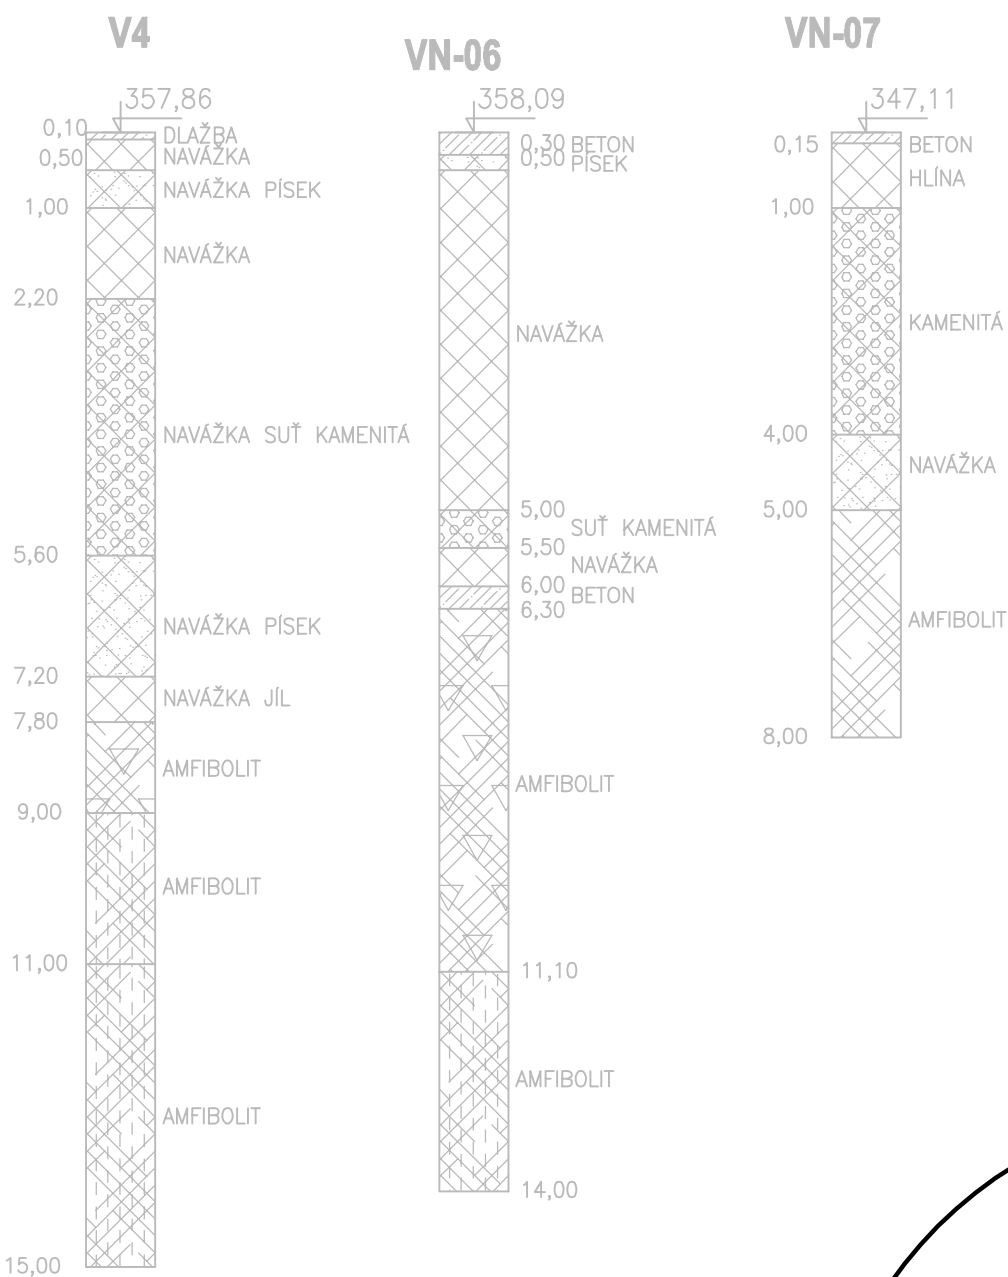 V4
357,86
0,10
DLAŽBA
0,50
NAVÁŽKA
NAVÁŽKA PÍSEK
1,00
NAVÁŽKA
2,20
NAVÁŽKA SUŤ KAMENITÁ
5,60
NAVÁŽKA PÍSEK
7,20
NAVÁŽKA JÍL
7,80
AMFIBOLIT
9,00
AMFIBOLIT
11,00
AMFIBOLIT
15,00
VN-06
358,09
0,30 BETON
0,50 PÍSEK
NAVÁŽKA
5,00
SUŤ KAMENITÁ
5,50
NAVÁŽKA
6,00
BETON
6,30
AMFIBOLIT
11,10
AMFIBOLIT
14,00
VN-07
347,11
0,15 BETON
HLÍNA
1,00
KAMENITÁ
4,00
NAVÁŽKA
5,00
AMFIBOLIT
8,00